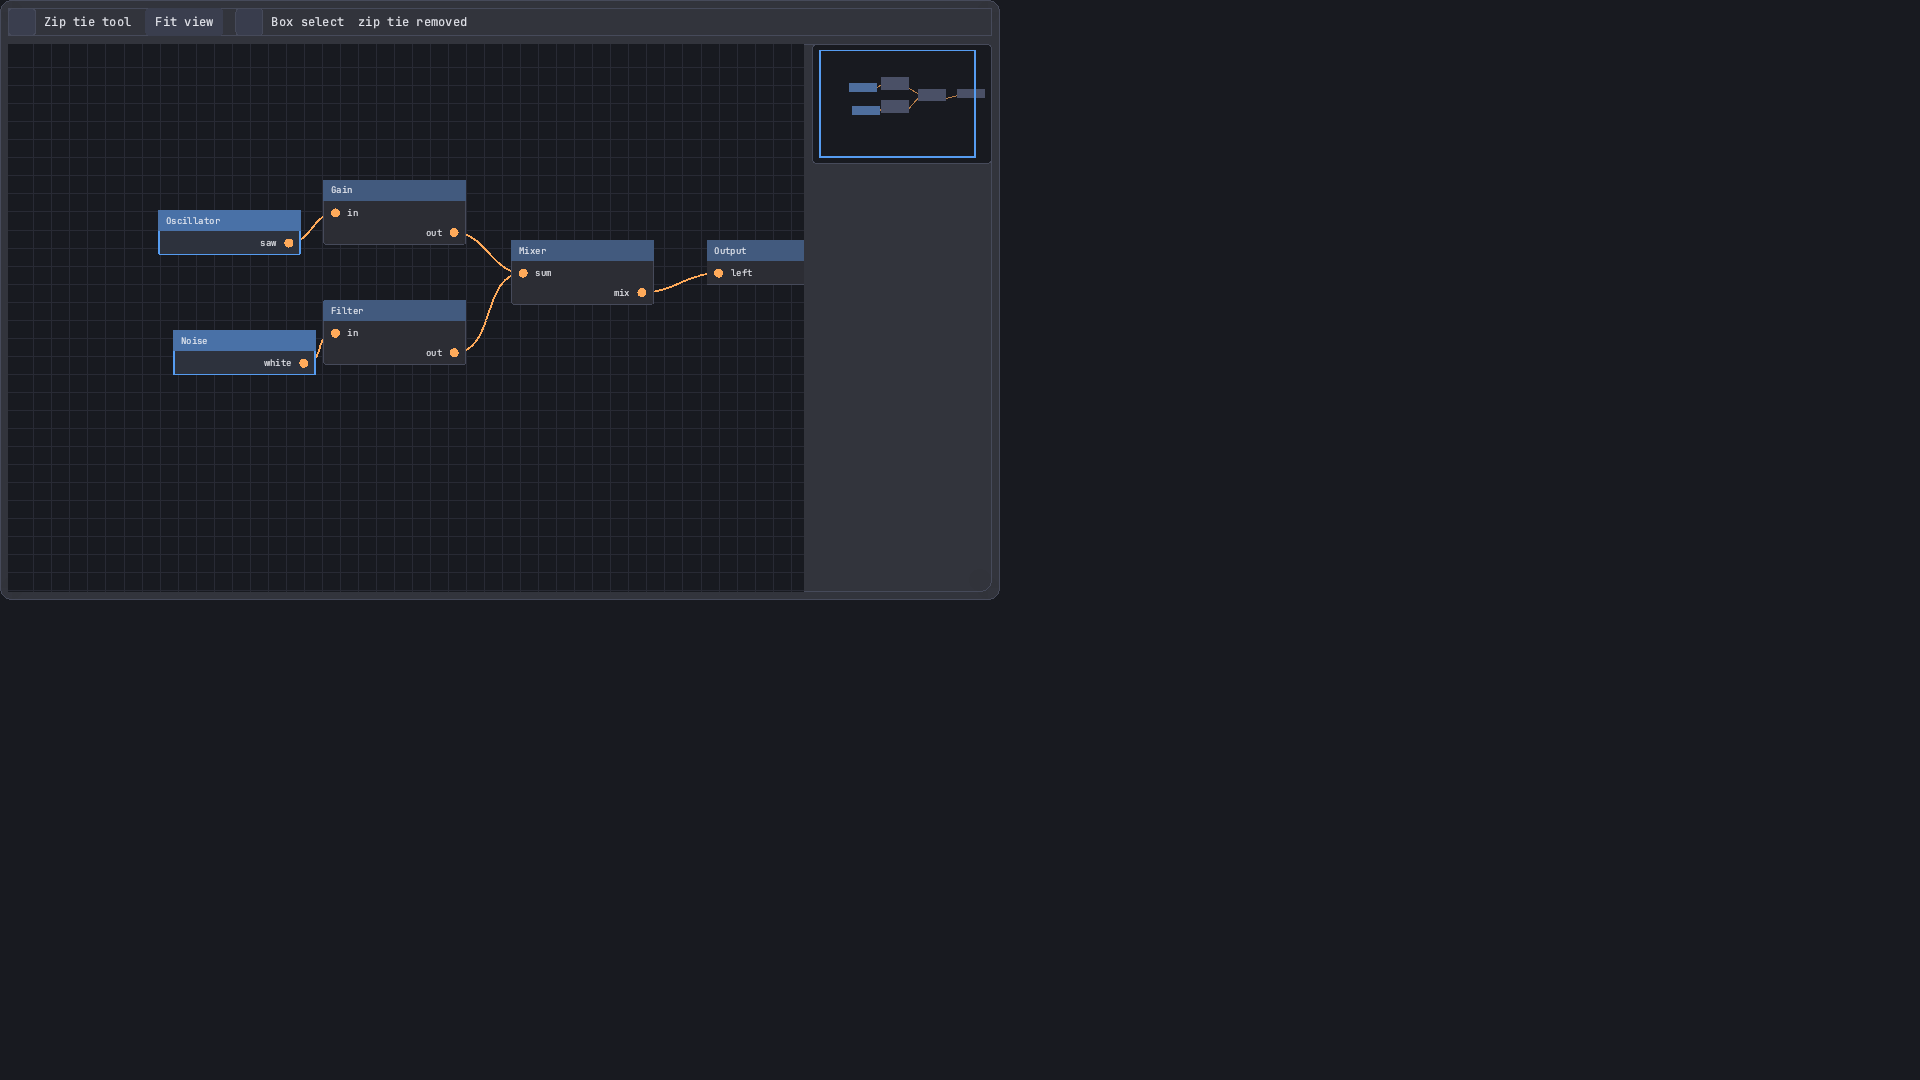 Zip tie tool Fit view Box select zip tie removed
Gain
in
out
Oscillator
saw
Mixer
sum
mix
Output
left
Filter
in
out
Noise
white